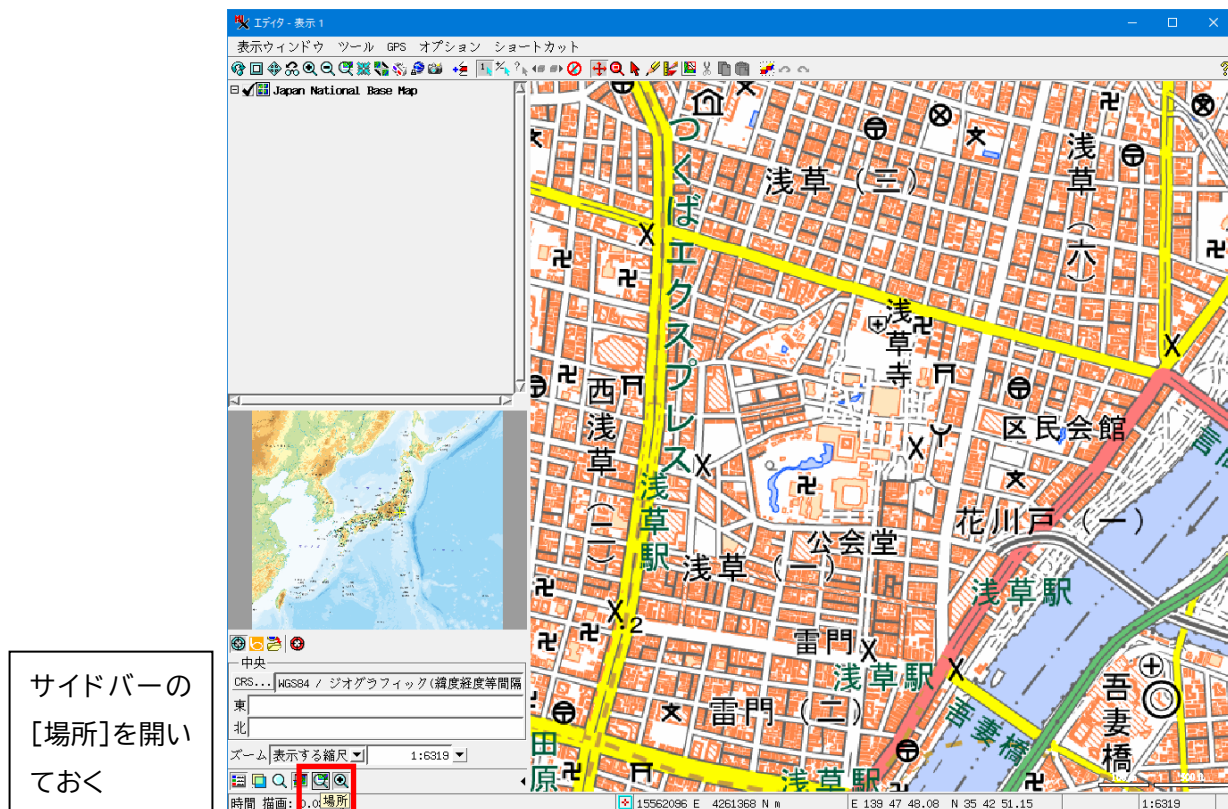 エディタ - 表示 1
表示ウィンドウ ツール GPS オプション ショートカット
Japan National Base Map
中央
CRS... WGS84 / ジオグラフィック(緯度経度等間隔
東
北
ズーム 表示する縮尺 1:6319
時間 描画: 0.0
場所
サイドバーの
[場所]を開い
ておく
つくばエクスプレス
浅草駅
浅草(三)
浅草(六)
浅草寺
西浅草(二)
区民会館
花川戸(一)
公会堂
浅草(一)
浅草駅
雷門
浅草駅
雷門(二)
吾妻橋
吾妻橋
田原
浅草駅
2
15562096 E 4261368 N m
E 139 47 48.08 N 35 42 51.15
1:6319